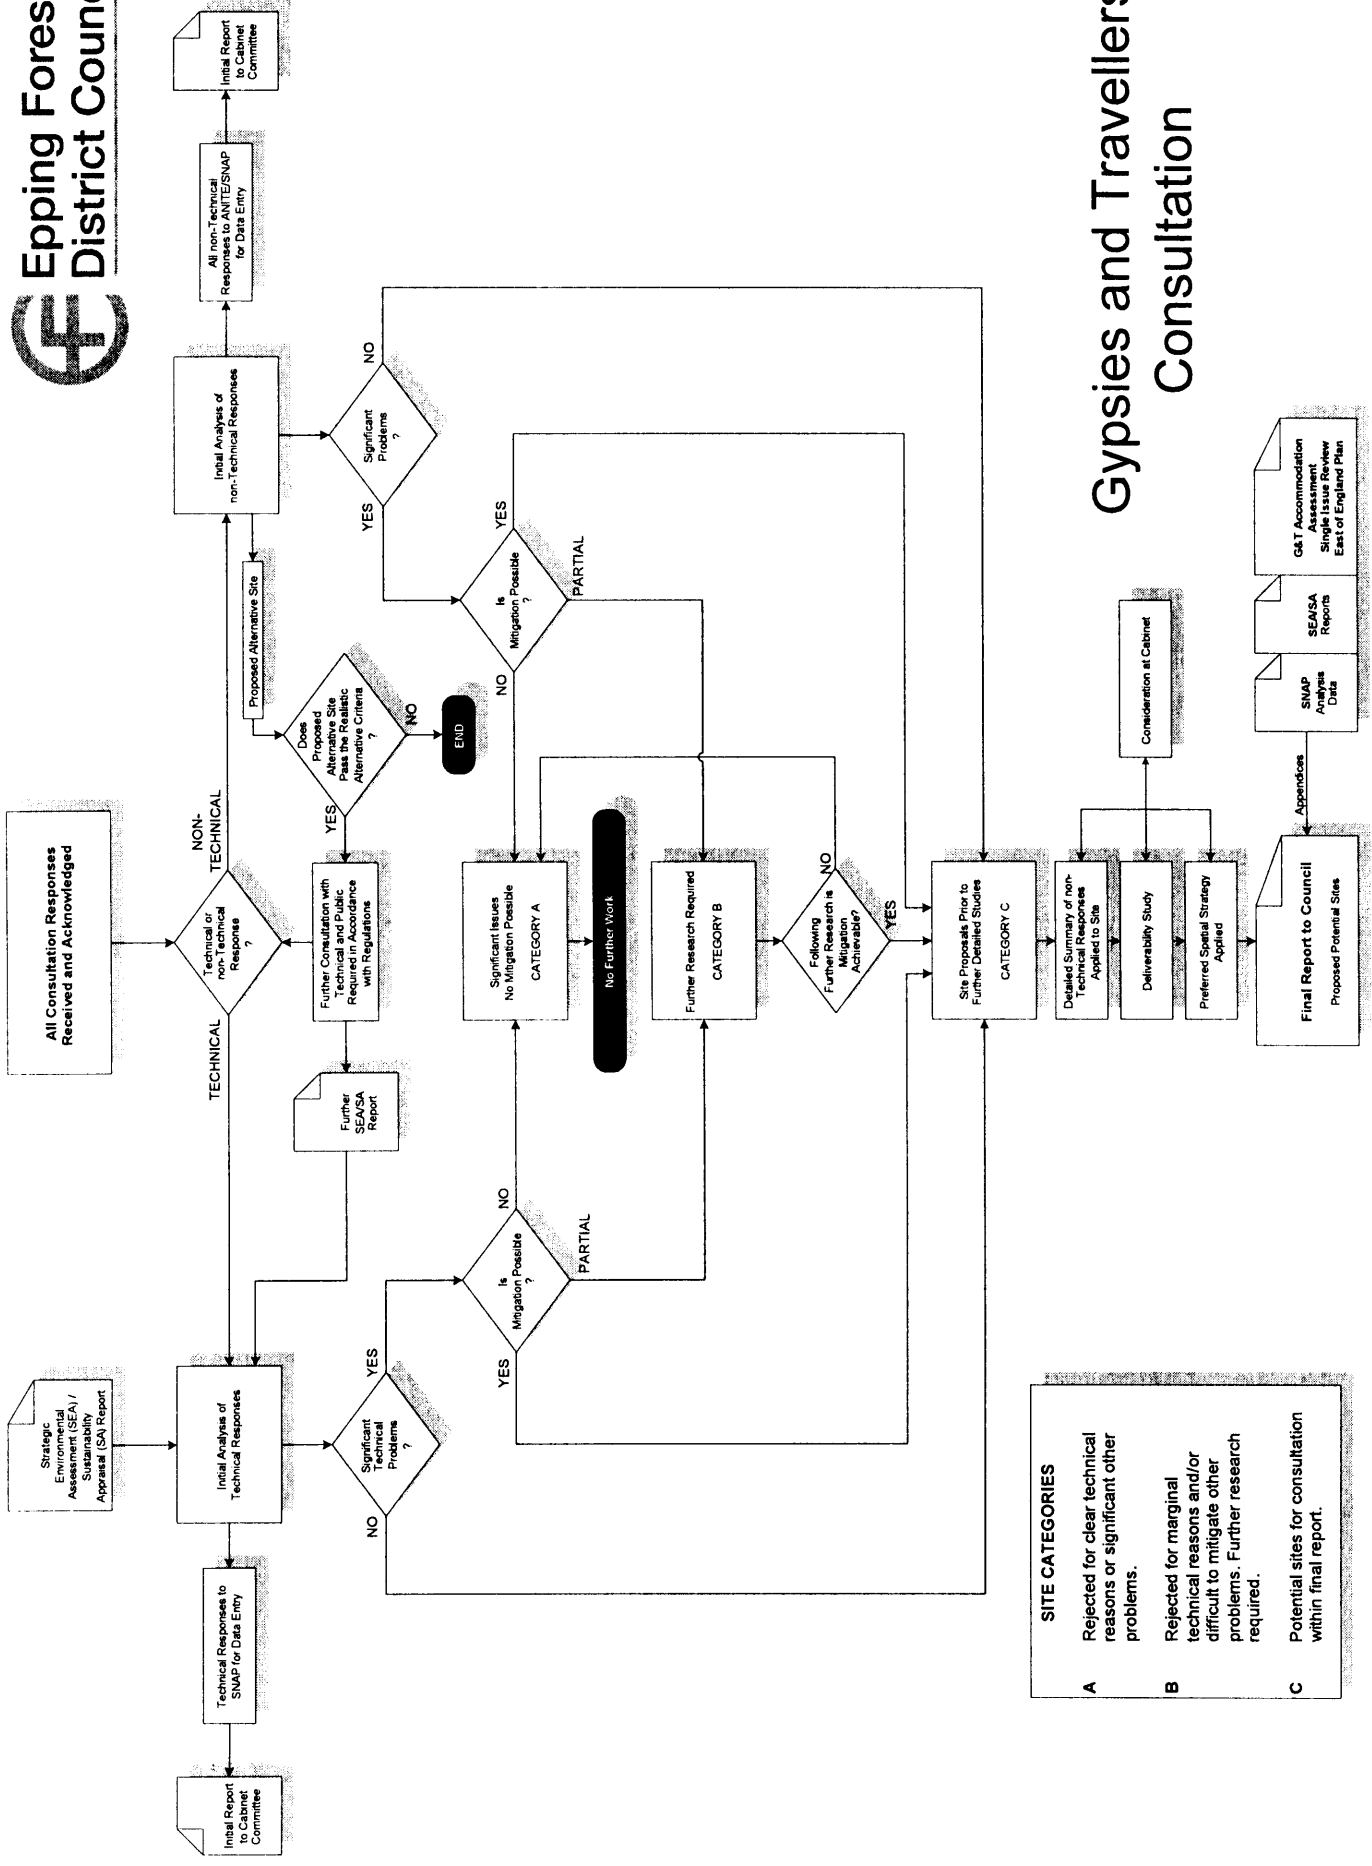 Epping Fores
District Coun
All Consultation Responses
Received and Acknowledged
Strategic
Environmental
Assessment (SEA) /
Sustainability
Appraisal (SA) Report
Technical or
non-Technical
Response
?
TECHNICAL
NON-
TECHNICAL
Initial Report
to Cabinet
Committee
Technical Responses to
SNAP for Data Entry
Initial Analysis of
Technical Responses
Initial Analysis of
non-Technical Responses
All non-Technical
Responses to ANITE/SNAP
for Data Entry
Initial Report
to Cabinet
Committee
Proposed Alternative Site
Further
SEA/SA
Report
Further Consultation with
Technical and Public
Required in Accordance
with Regulations
YES
Does
Proposed
Alternative Site
Pass the Realistic
Alternative Criteria
?
NO
END
Significant
Technical
Problems
?
NO
YES
Significant
Problems
?
YES
NO
Is
Mitigation Possible
?
YES
NO
PARTIAL
Significant Issues
No Mitigation Possible
CATEGORY A
Is
Mitigation Possible
?
NO
YES
PARTIAL
No Further Work
Further Research Required
CATEGORY B
Following
Further Research is
Mitigation
Achievable?
NO
YES
Site Proposals Prior to
Further Detailed Studies
CATEGORY C
Detailed Summary of non-
Technical Responses
Applied to Site
Deliverability Study
Preferred Spatial Strategy
Applied
Consideration at Cabinet
Final Report to Council
Proposed Potential Sites
Appendices
SNAP
Analysis
Data
SEA/SA
Reports
G&T Accommodation
Assessment
Single Issue Review
East of England Plan
SITE CATEGORIES
A Rejected for clear technical
reasons or significant other
problems.
B Rejected for marginal
technical reasons and/or
difficult to mitigate other
problems. Further research
required.
C Potential sites for consultation
within final report.
Gypsies and Travellers
Consultation